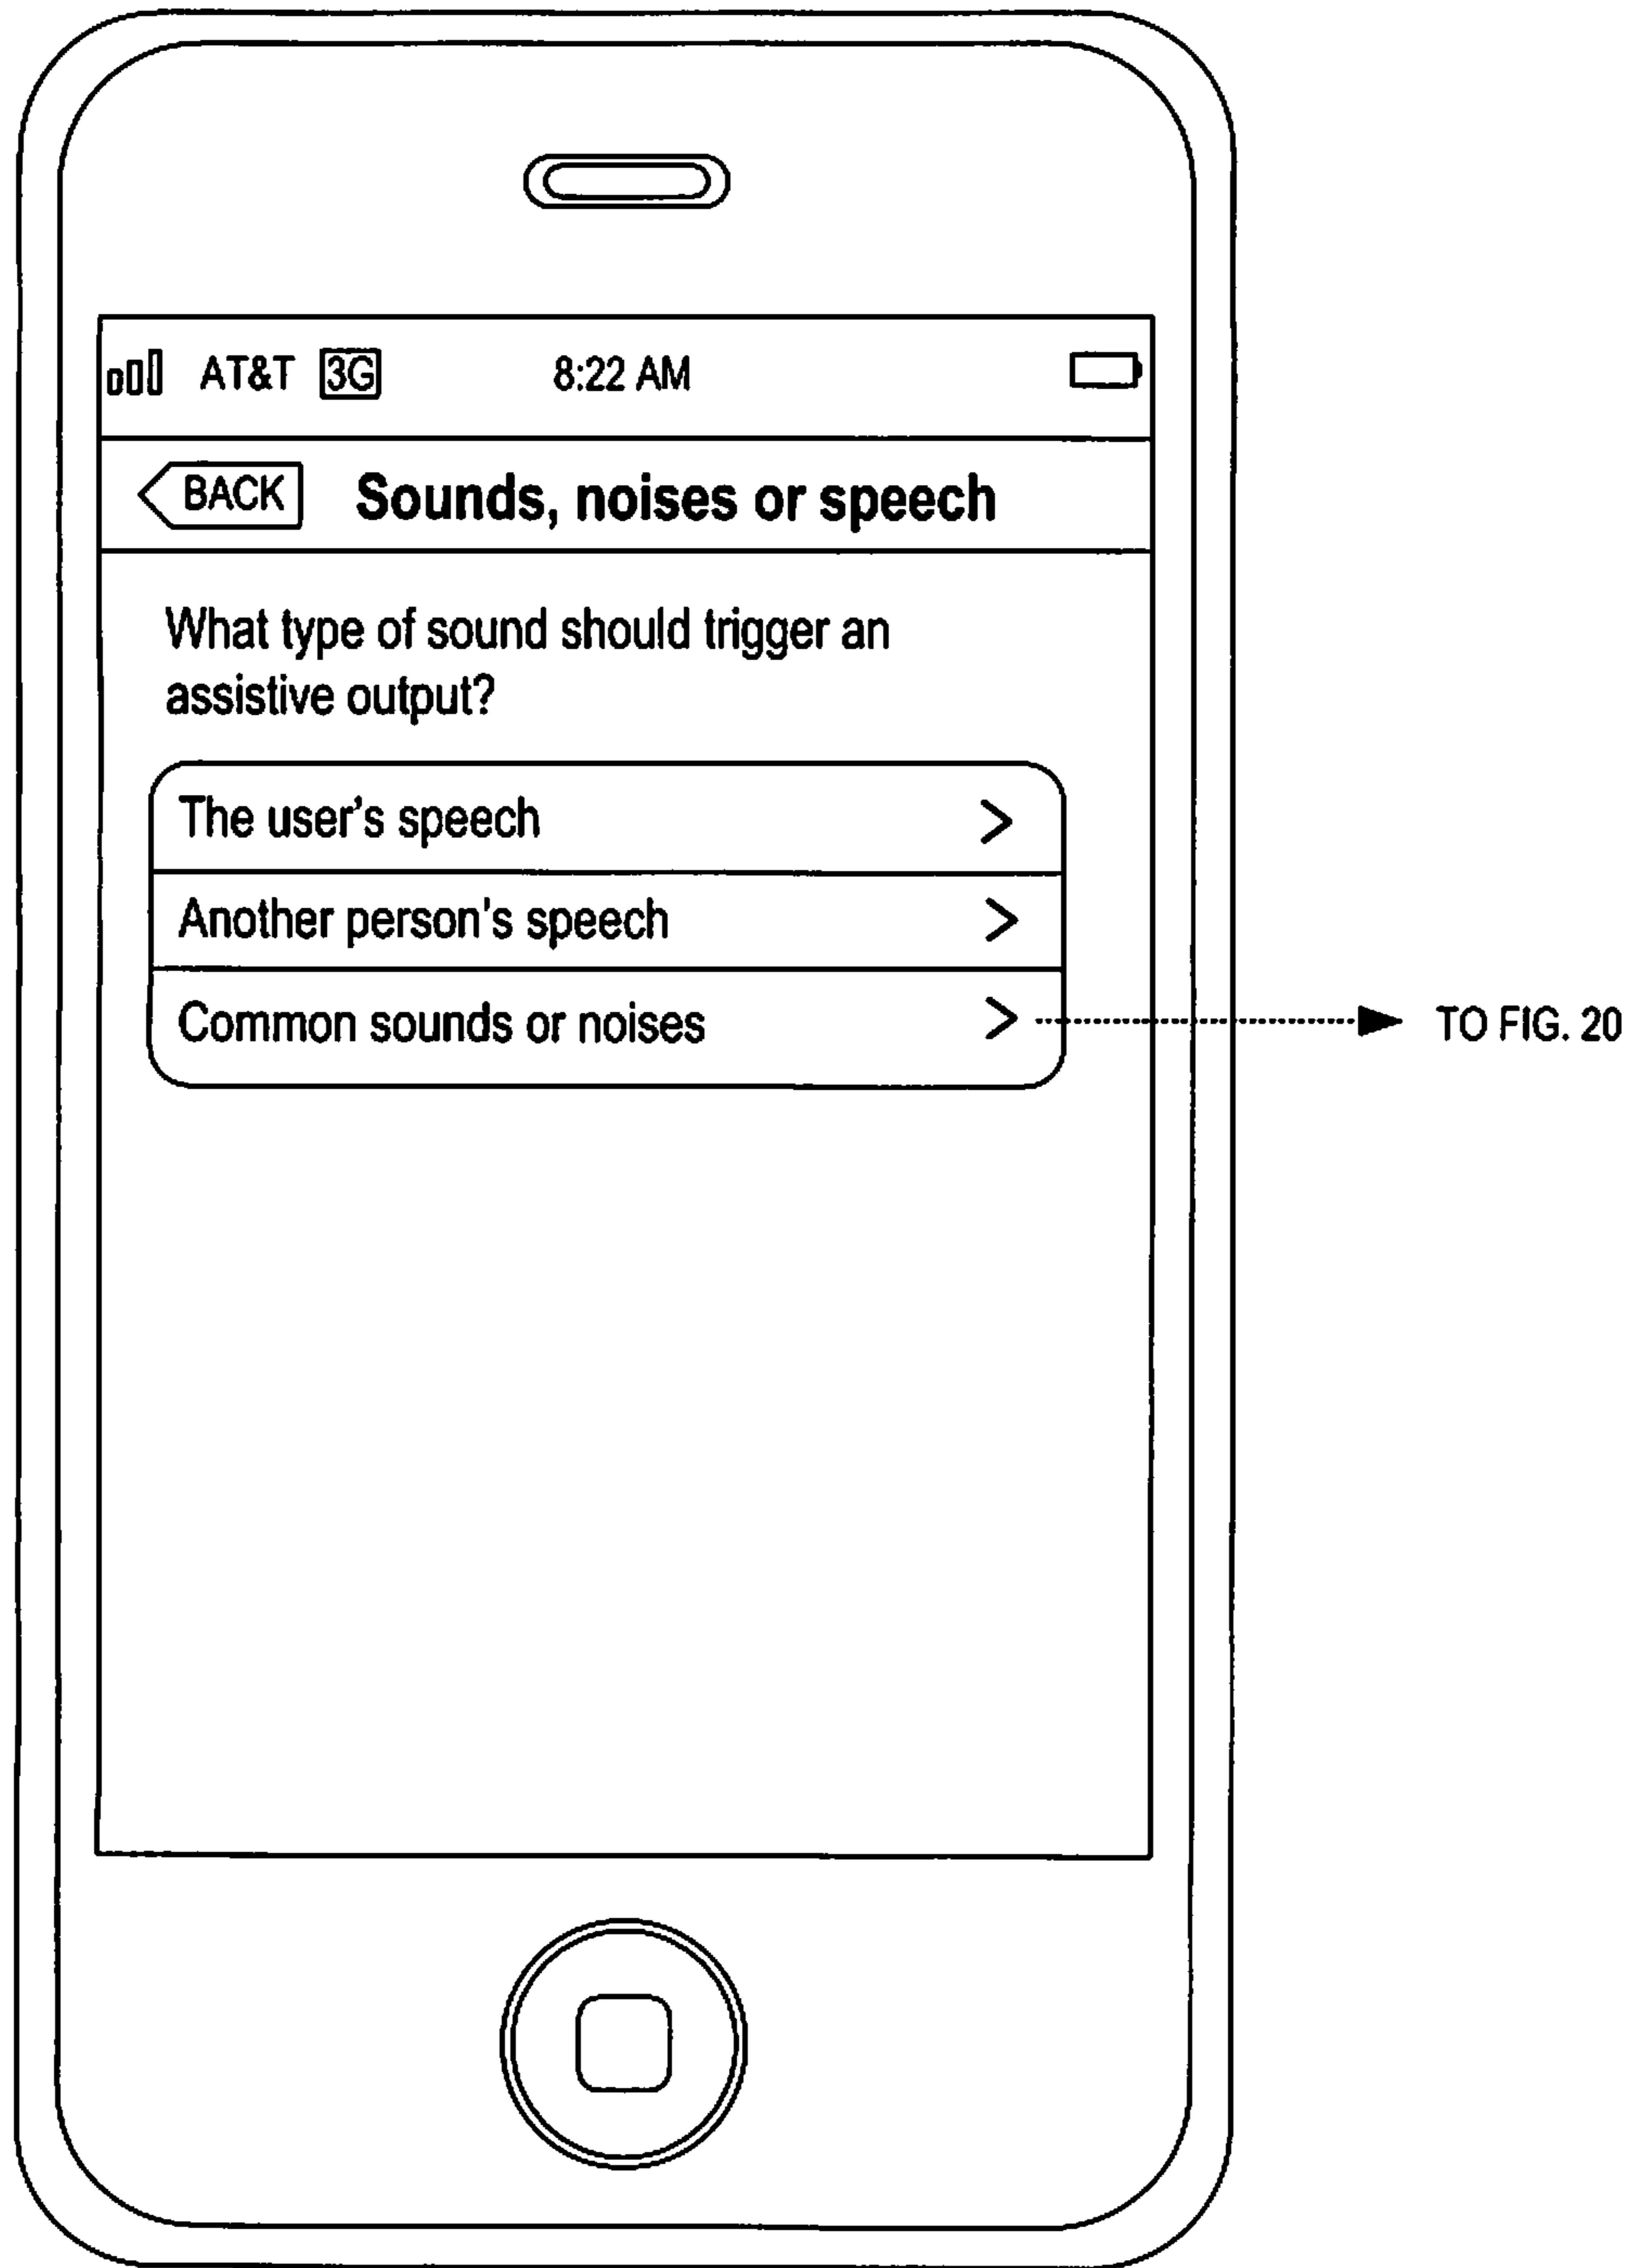 AT&T 3G 8:22 AM
BACK Sounds, noises or speech
What type of sound should trigger an
assistive output?
The user's speech >
Another person's speech >
Common sounds or noises > TO FIG. 20